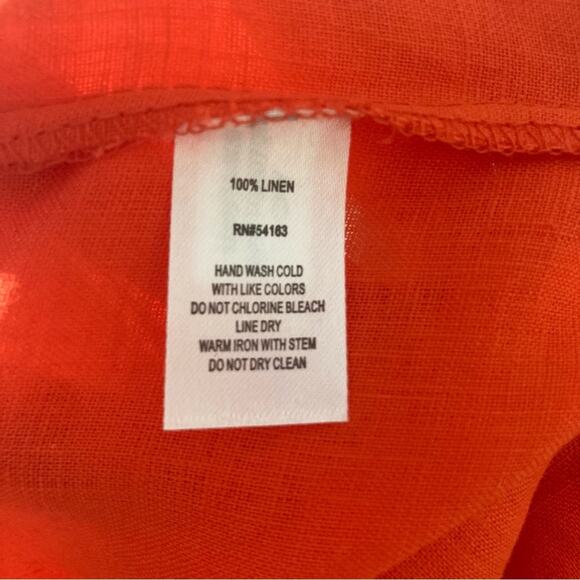 100% LINEN
RN#54163
HAND WASH COLD
WITH LIKE COLORS
DO NOT CHLORINE BLEACH
LINE DRY
WARM IRON WITH STEM
DO NOT DRY CLEAN